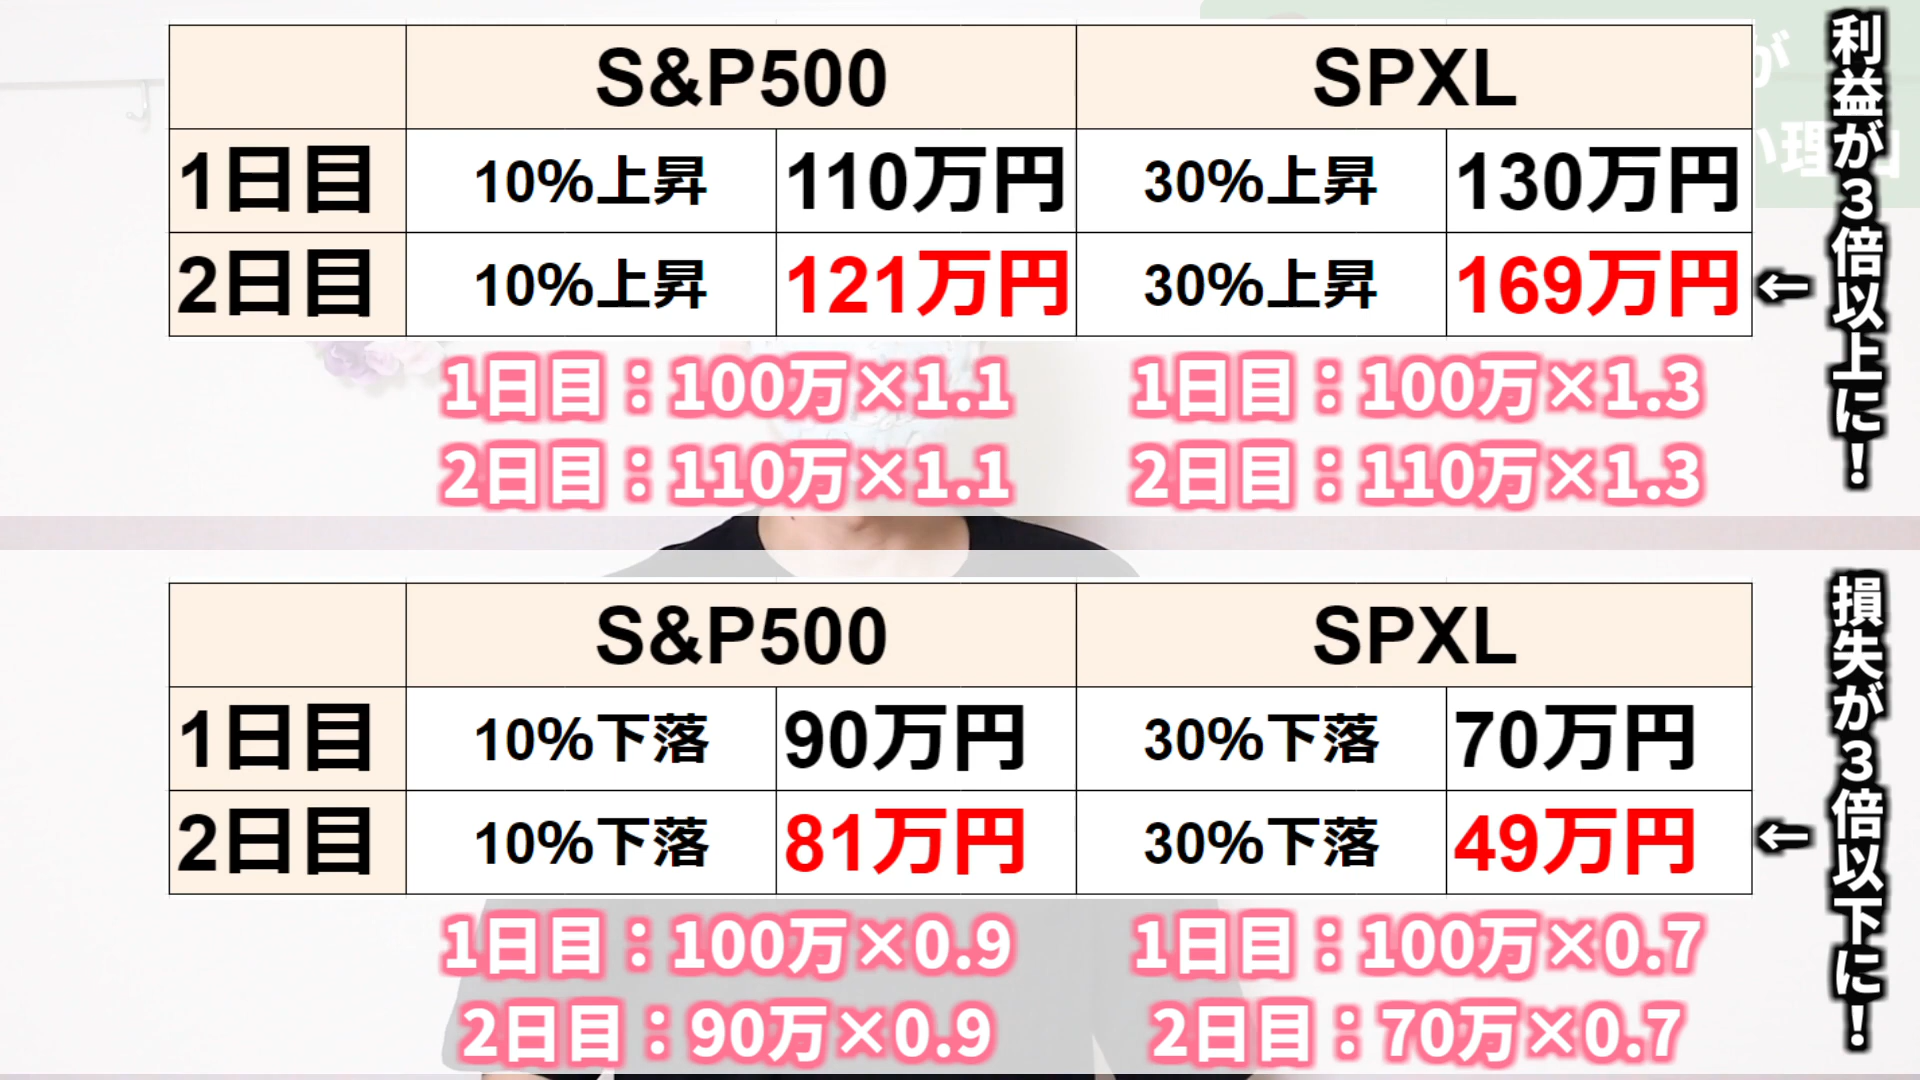 S&P500 SPXL
1日目 10%上昇 110万円 30%上昇 130万円
2日目 10%上昇 121万円 30%上昇 169万円
←
利益が3倍以上に!
1日目:100万×1.1 1日目:100万×1.3
2日目:110万×1.1 2日目:110万×1.3
が
い理由
S&P500 SPXL
1日目 10%下落 90万円 30%下落 70万円
2日目 10%下落 81万円 30%下落 49万円
←
損失が3倍以下に!
1日目:100万×0.9 1日目:100万×0.7
2日目:90万×0.9 2日目:70万×0.7